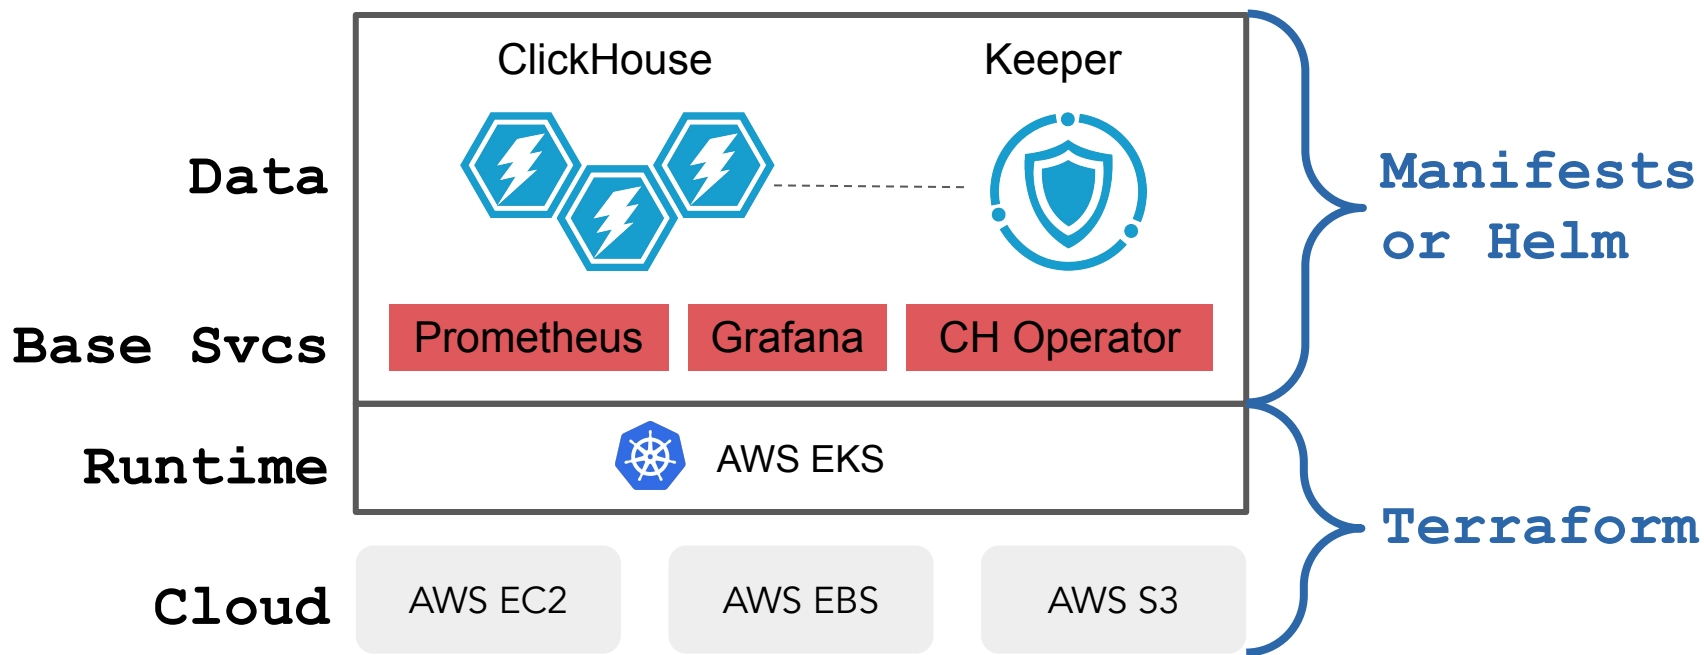 ClickHouse
Keeper
Data
Manifests
or Helm
Base Svcs
Prometheus
Grafana
CH Operator
Runtime
AWS EKS
Terraform
Cloud
AWS EC2
AWS EBS
AWS S3